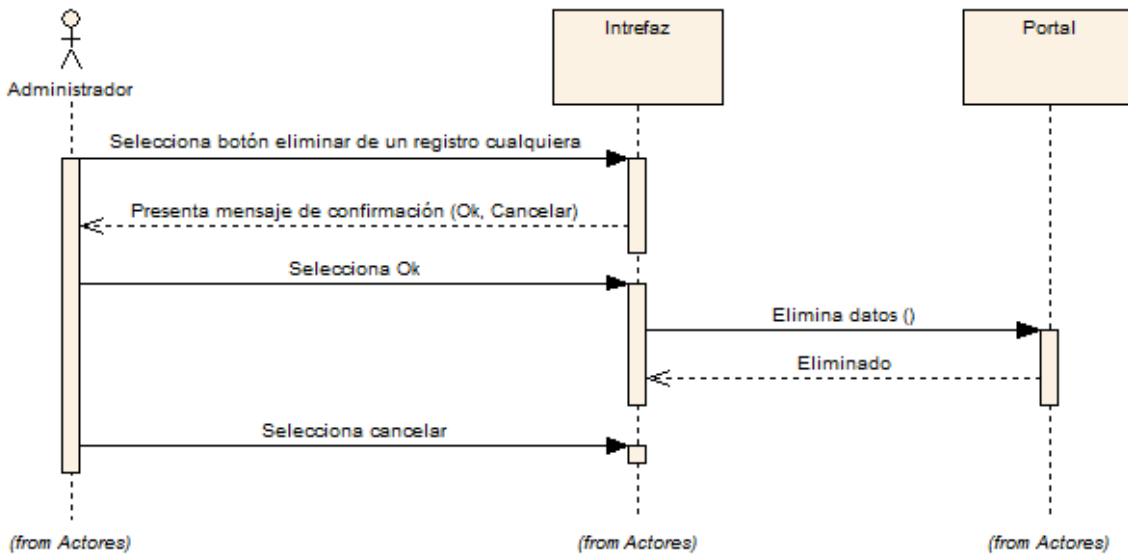 Intrefaz
Portal
Administrador
Selecciona botón eliminar de un registro cualquiera
Presenta mensaje de confirmación (Ok, Cancelar)
Selecciona Ok
Elimina datos ()
Eliminado
Selecciona cancelar
(from Actores)
(from Actores)
(from Actores)